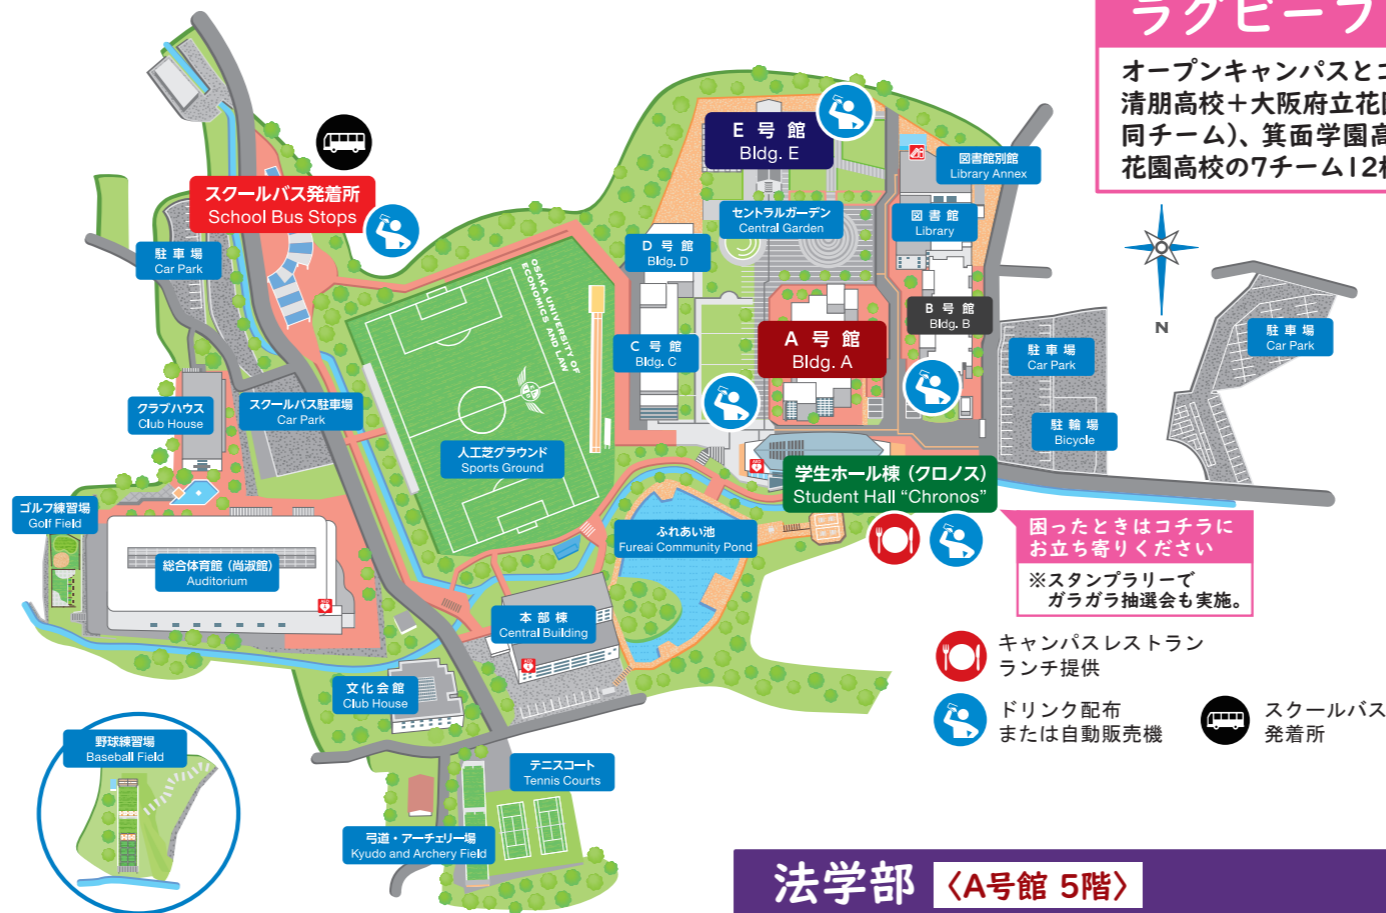 ラグビーフ
オープンキャンパスとコ
清朋高校+大阪府立花園
同チーム)、箕面学園高
花園高校の7チーム12校
E号館
Bldg. E
図書館別館
Library Annex
スクールバス発着所
School Bus Stops
セントラルガーデン
Central Garden
図書館
Library
駐車場
Car Park
D号館
Bldg. D
OSAKA UNIVERSITY OF
ECONOMICS AND LAW
B号館
Bldg. B
N
A号館
Bldg. A
C号館
Bldg. C
駐車場
Car Park
駐車場
Car Park
クラブハウス
Club House
スクールバス駐車場
Car Park
駐輪場
Bicycle
人工芝グラウンド
Sports Ground
学生ホール棟(クロノス)
Student Hall "Chronos"
ゴルフ練習場
Golf Field
ふれあい池
Fureai Community Pond
困ったときはコチラに
お立ち寄りください
※スタンプラリーで
ガラガラ抽選会も実施。
総合体育館(尚淑館)
Auditorium
本部棟
Central Building
キャンパスレストラン
ランチ提供
文化会館
Club House
ドリンク配布
または自動販売機
スクールバス
発着所
野球練習場
Baseball Field
テニスコート
Tennis Courts
弓道・アーチェリー場
Kyudo and Archery Field
法学部 〈A号館 5階〉